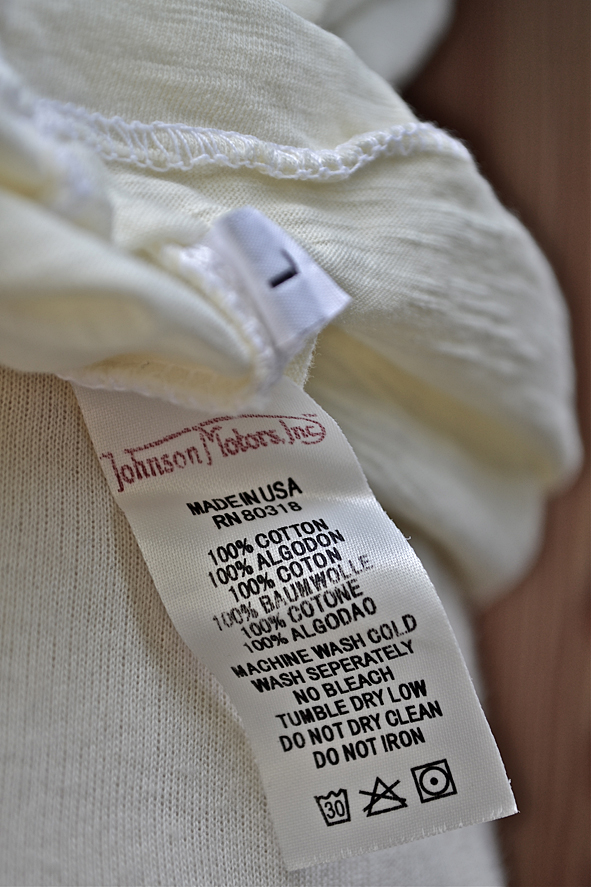 L
Johnson Motors, Inc
MADE IN USA
RN 80318
100% COTTON
100% ALGODON
100% COTON
100% BAUMWOLLE
100% COTONE
100% ALGODAO
MACHINE WASH COLD
WASH SEPERATELY
NO BLEACH
TUMBLE DRY LOW
DO NOT DRY CLEAN
DO NOT IRON
30